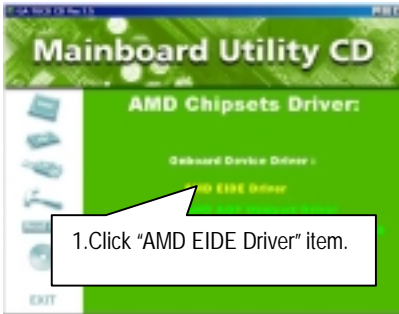 Mainboard Utility CD
AMD Chipsets Driver:
Onboard Device Driver :
AMD EIDE Driver
1.Click “AMD EIDE Driver” item.
EXIT